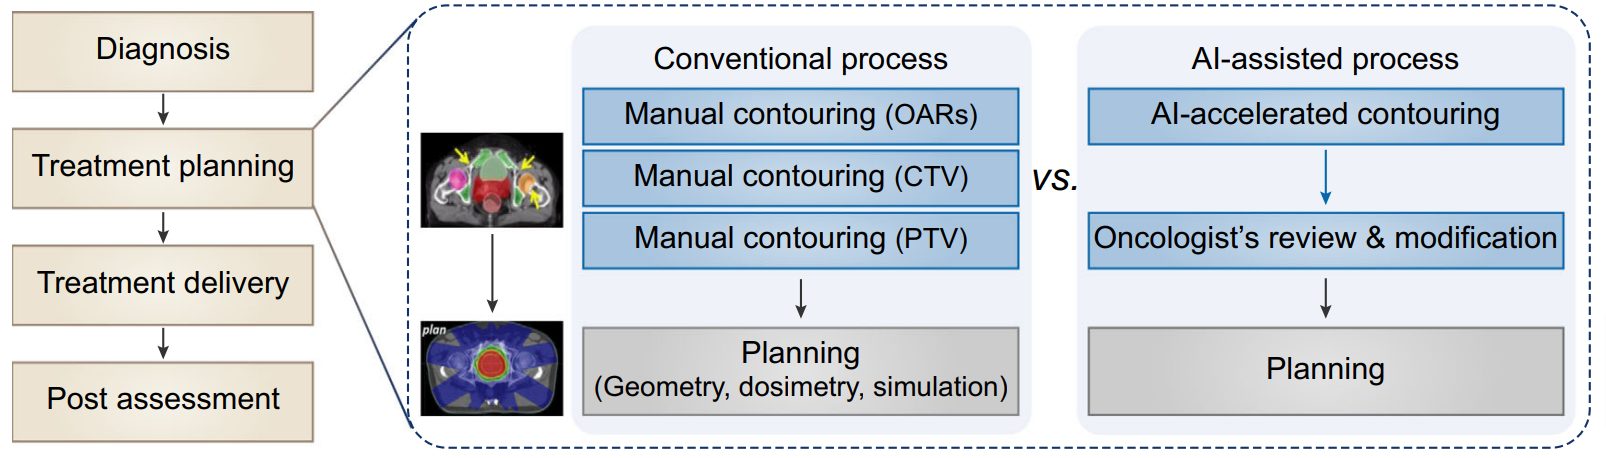 Diagnosis
Treatment planning
Treatment delivery
Post assessment
plan
Conventional process
Manual contouring (OARs)
Manual contouring (CTV)
Manual contouring (PTV)
Planning
(Geometry, dosimetry, simulation)
vs.
AI-assisted process
AI-accelerated contouring
Oncologist's review & modification
Planning